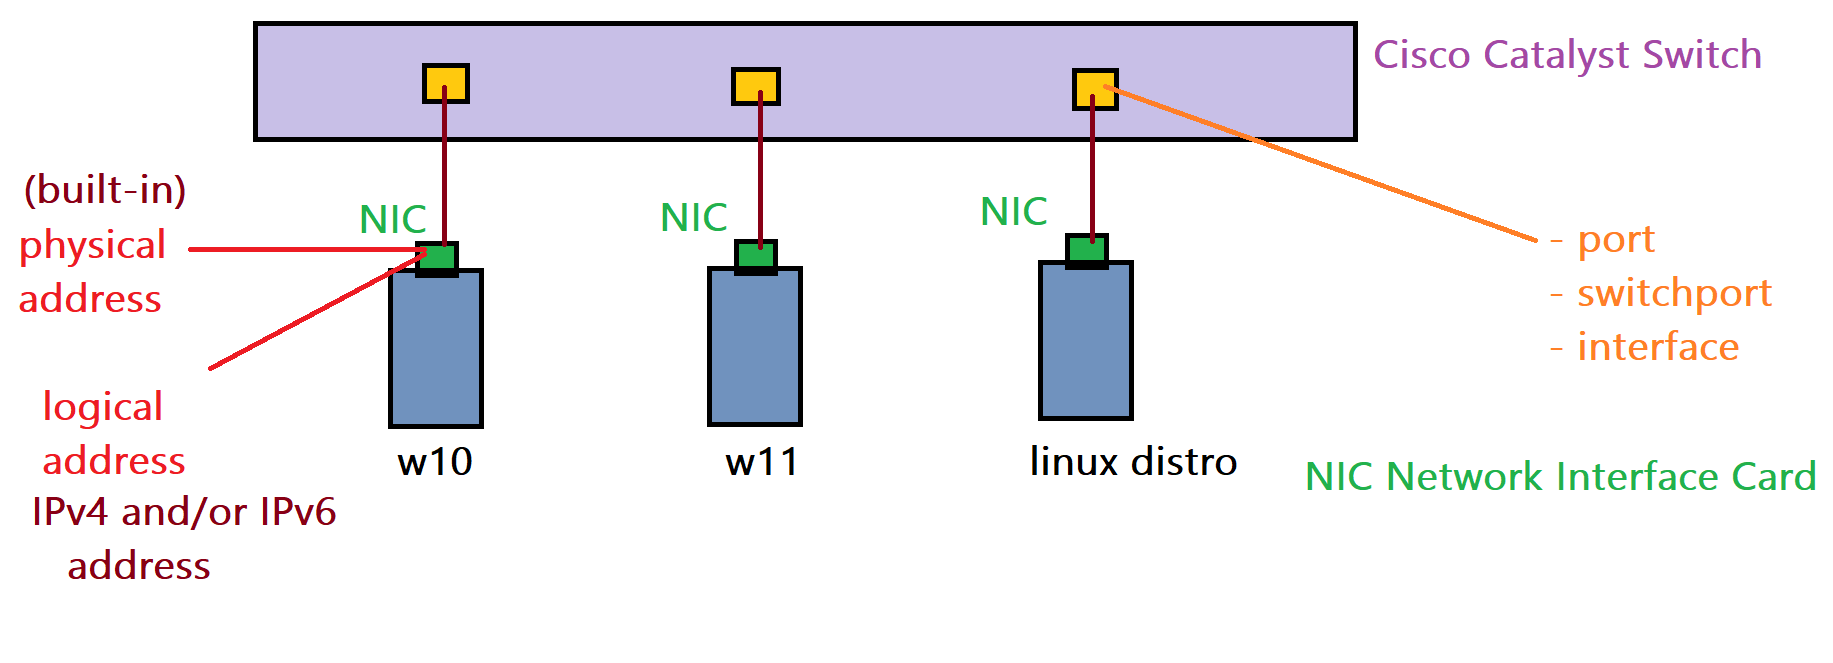 Cisco Catalyst Switch
(built-in)
physical
address
NIC
NIC
NIC
- port
- switchport
- interface
logical
address
IPv4 and/or IPv6
address
w10
w11
linux distro
NIC Network Interface Card